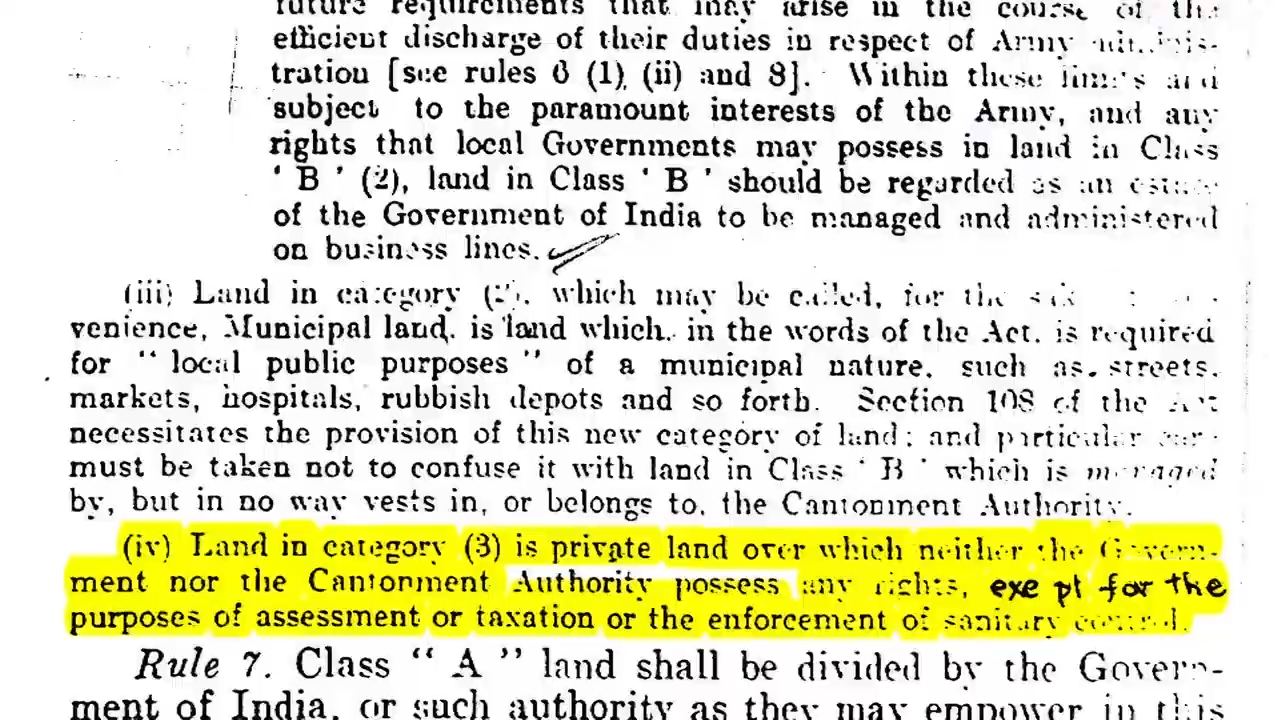 future requirements that may arise in the course of the
efficient discharge of their duties in respect of Army adminis-
tration [see rules 6 (1) (ii) and 8]. Within these limits and
subject to the paramount interests of the Army, and any
rights that local Governments may possess in land in Class
' B ' (2), land in Class ' B ' should be regarded as an estate
of the Government of India to be managed and administered
on business lines.
(iii) Land in category (2), which may be called, for the
venience, Municipal land, is land which, in the words of the Act, is required
for " local public purposes " of a municipal nature, such as, streets,
markets, hospitals, rubbish depots and so forth. Section 108 of the Act
necessitates the provision of this new category of land; and particular care
must be taken not to confuse it with land in Class ' B ' which is managed
by, but in no way vests in, or belongs to, the Cantonment Authority.
(iv) Land in category (3) is private land over which neither the Govern-
ment nor the Cantonment Authority possess any rights, exept for the
purposes of assessment or taxation or the enforcement of sanitary control.
Rule 7. Class " A " land shall be divided by the Govern-
ment of India, or such authority as they may empower in this